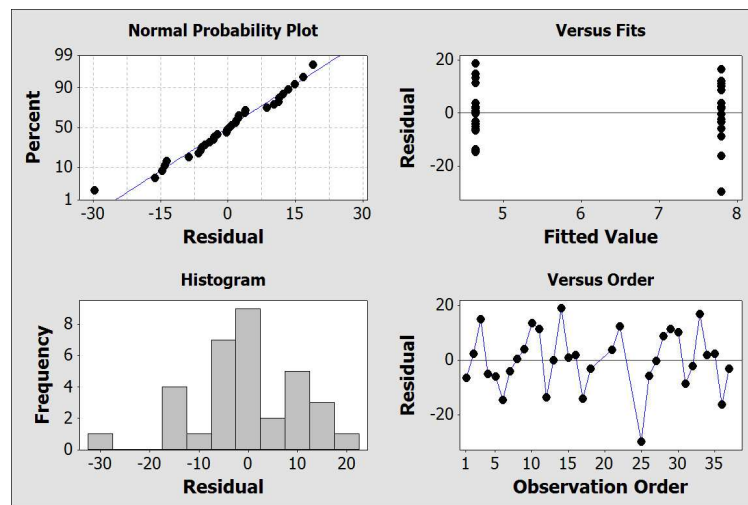 Normal Probability Plot
99
90
50
10
1
Percent
-30 -15 0 15 30
Residual
Versus Fits
20
0
-20
Residual
5 6 7 8
Fitted Value
Histogram
8
6
4
2
0
Frequency
-30 -20 -10 0 10 20
Residual
Versus Order
20
0
-20
Residual
1 5 10 15 20 25 30 35
Observation Order